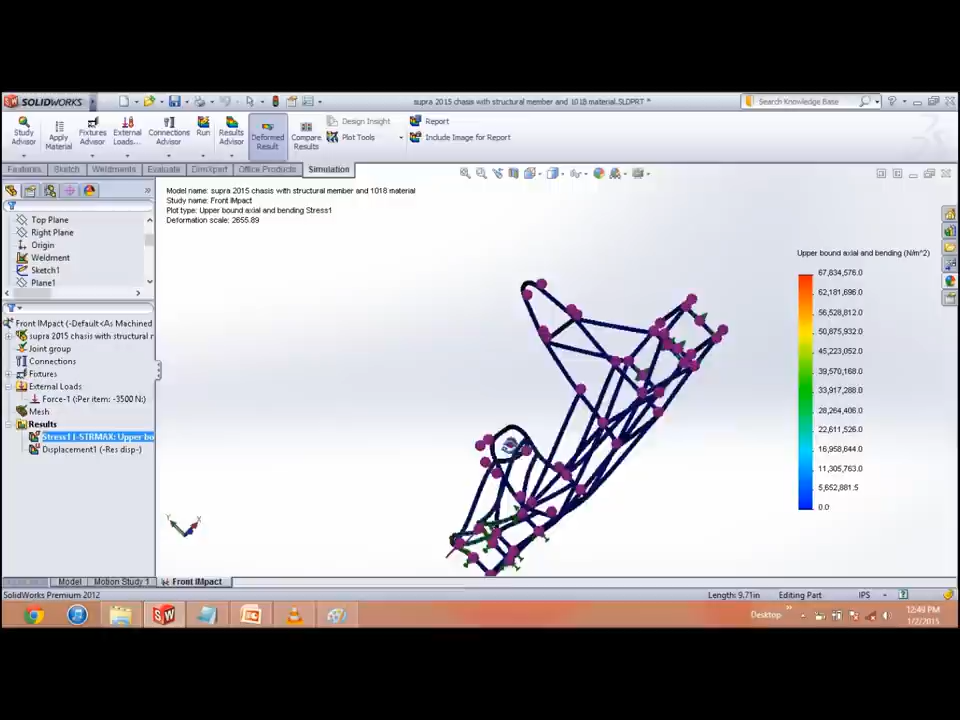 SOLIDWORKS
supra 2015 chasis with structural member and 1018 material.SLDPRT *
Search Knowledge Base
Study Advisor
Apply Material
Fixtures Advisor
External Loads...
Connections Advisor
Run
Results Advisor
Deformed Result
Compare Results
Design Insight
Plot Tools
Report
Include Image for Report
Features
Sketch
Weldments
Evaluate
DimXpert
Office Products
Simulation
Model name: supra 2015 chasis with structural member and 1018 material
Study name: Front IMpact
Plot type: Upper bound axial and bending Stress1
Deformation scale: 2655.89
Top Plane
Right Plane
Origin
Weldment
Sketch1
Plane1
Front IMpact (-Default<As Machined
supra 2015 chasis with structural r
Joint group
Connections
Fixtures
External Loads
Force-1 (:Per item: -3500 N:)
Mesh
Results
Stress1 (-STRMAX: Upper bo
Displacement1 (-Res disp-)
Upper bound axial and bending (N/m^2)
67,834,576.0
62,181,696.0
56,528,812.0
50,875,932.0
45,223,052.0
39,570,168.0
33,917,288.0
28,264,406.0
22,611,526.0
16,958,644.0
11,305,763.0
5,652,881.5
0.0
Y
X
Model
Motion Study 1
Front IMpact
SolidWorks Premium 2012
Length: 9.71in
Editing Part
IPS
Desktop
12:49 PM
1/2/2015